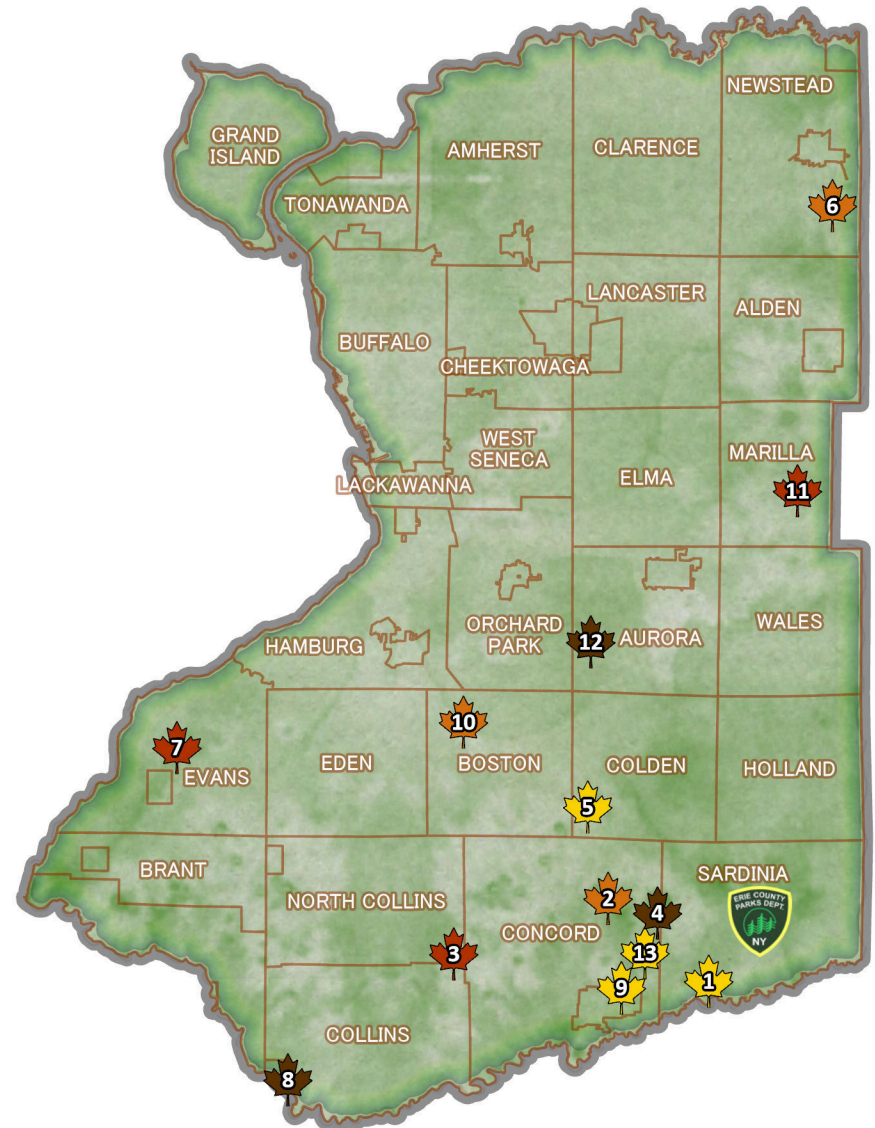 NEWSTEAD
GRAND
ISLAND
AMHERST
CLARENCE
TONAWANDA
6
LANCASTER
ALDEN
BUFFALO
CHEEKTOWAGA
WEST
SENECA
MARILLA
ELMA
LACKAWANNA
11
ORCHARD
PARK
12
AURORA
WALES
HAMBURG
10
7
EVANS
EDEN
BOSTON
COLDEN
HOLLAND
5
BRANT
SARDINIA
NORTH COLLINS
2
4
ERIE COUNTY
PARKS DEPT.
NY
CONCORD
3
13
9
1
COLLINS
8